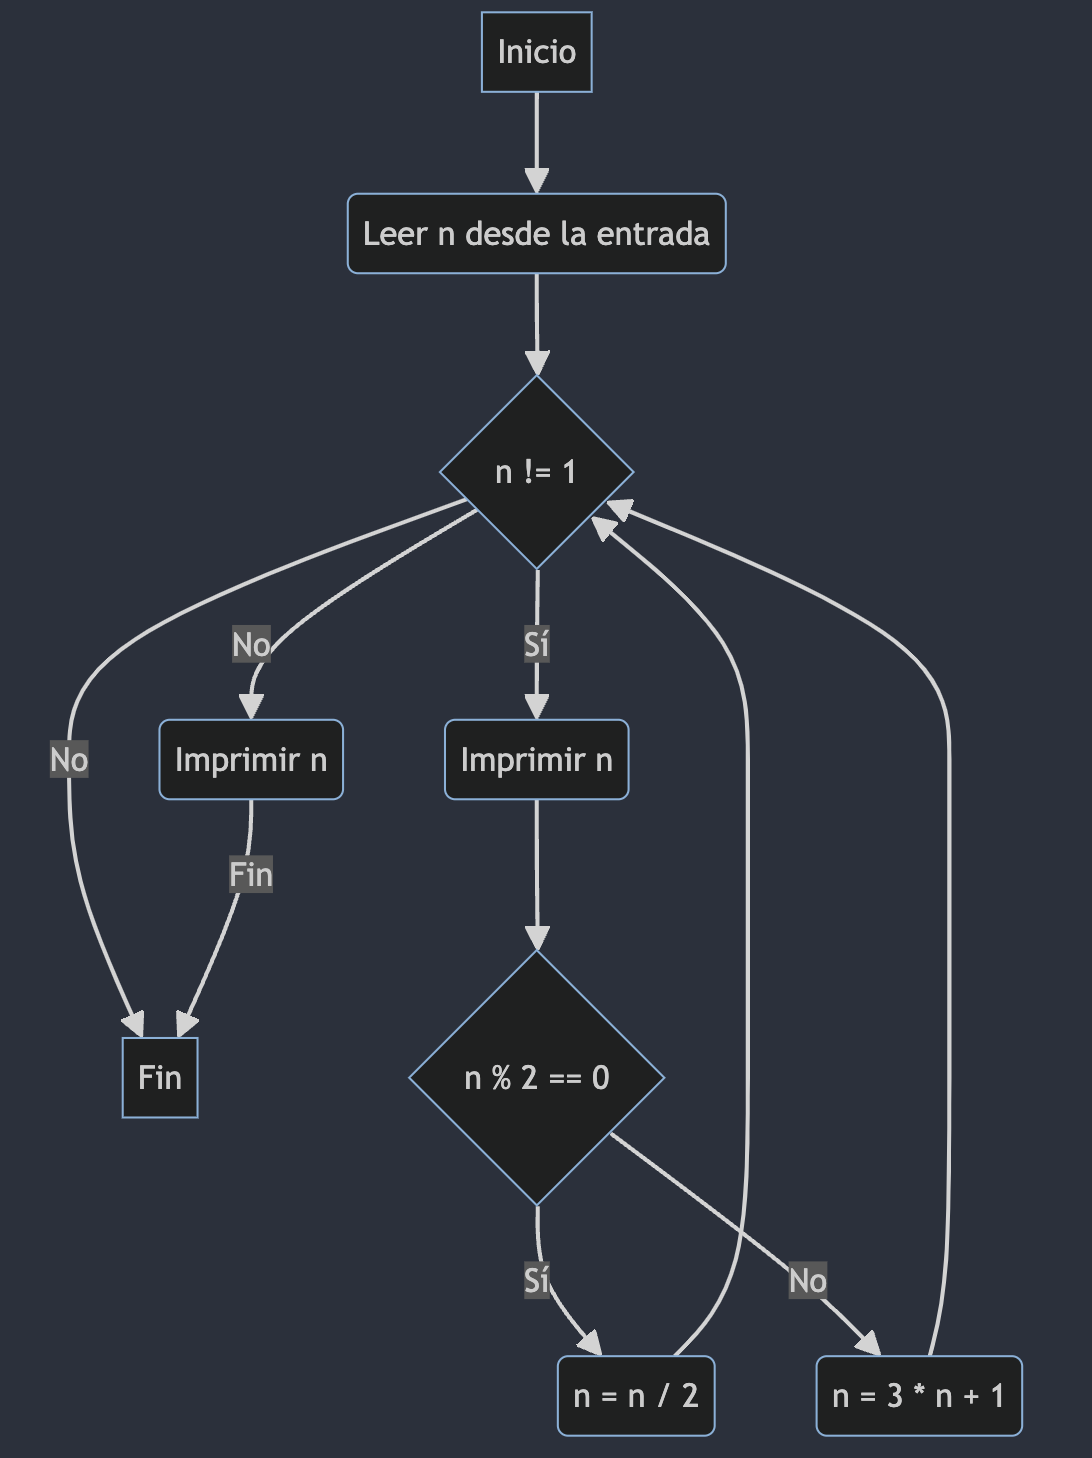 Inicio
Leer n desde la entrada
n != 1
No
Sí
No
Imprimir n
Imprimir n
Fin
Fin
n % 2 == 0
Sí
No
n = n / 2
n = 3 * n + 1